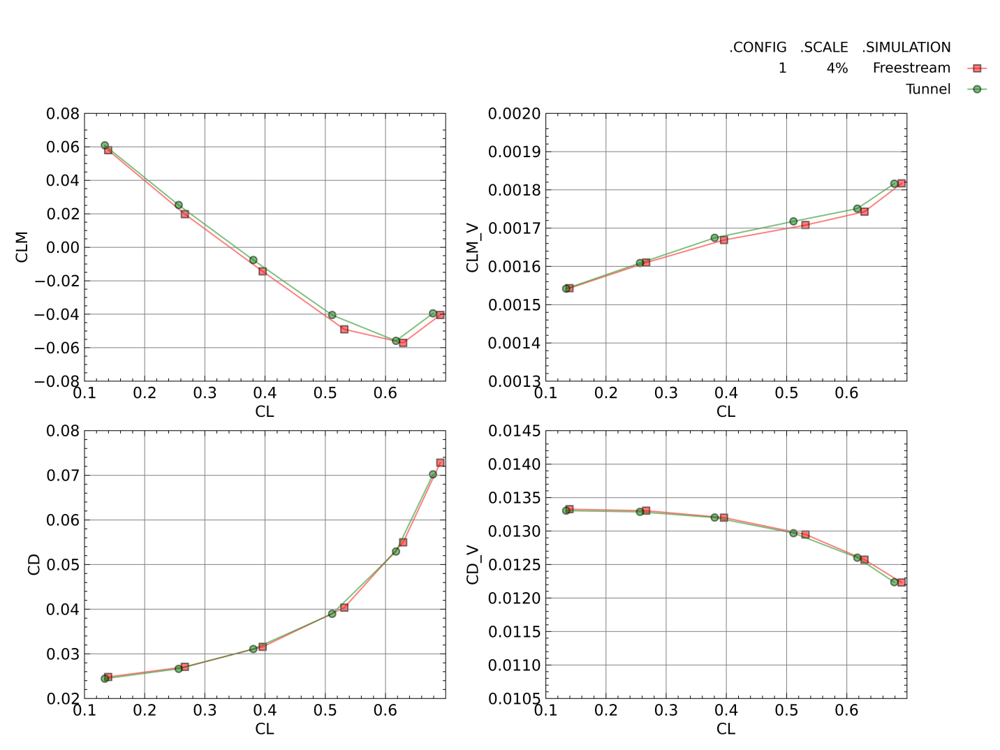 .CONFIG .SCALE .SIMULATION
1 4% Freestream
Tunnel
0.08
0.06
0.04
0.02
0.00
−0.02
−0.04
−0.06
−0.08
CLM
0.1 0.2 0.3 0.4 0.5 0.6
CL
0.0020
0.0019
0.0018
0.0017
0.0016
0.0015
0.0014
0.0013
CLM_V
0.1 0.2 0.3 0.4 0.5 0.6
CL
0.08
0.07
0.06
0.05
0.04
0.03
0.02
CD
0.1 0.2 0.3 0.4 0.5 0.6
CL
0.0145
0.0140
0.0135
0.0130
0.0125
0.0120
0.0115
0.0110
0.0105
CD_V
0.1 0.2 0.3 0.4 0.5 0.6
CL